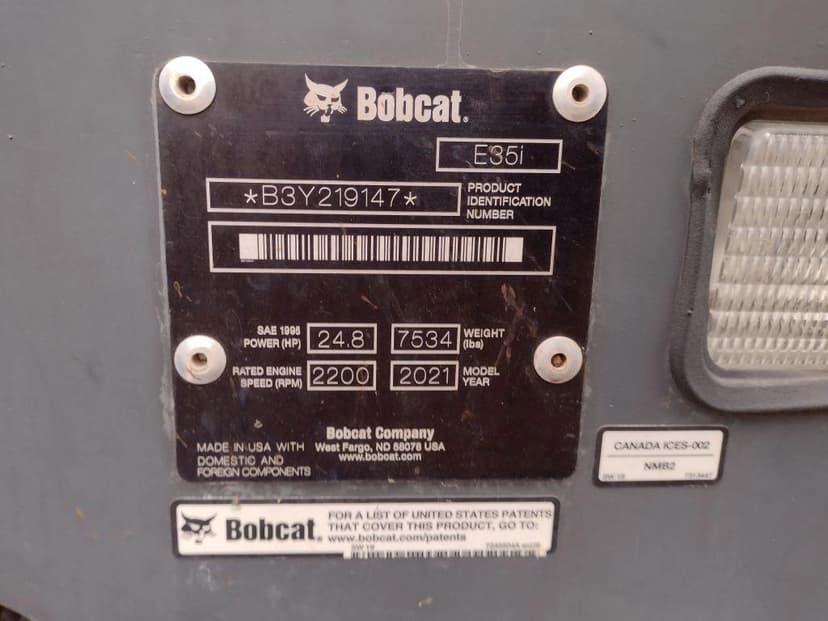 Bobcat.
E35i
*B3Y219147*
PRODUCT
IDENTIFICATION
NUMBER
SAE 1995
POWER (HP)
24.8
7534
WEIGHT
(lbs)
RATED ENGINE
SPEED (RPM)
2200
2021
MODEL
YEAR
Bobcat Company
West Fargo, ND 58078 USA
www.bobcat.com
MADE IN USA WITH
DOMESTIC AND
FOREIGN COMPONENTS
CANADA ICES-002
NMB2
Bobcat.
FOR A LIST OF UNITED STATES PATENTS
THAT COVER THIS PRODUCT, GO TO:
www.bobcat.com/patents